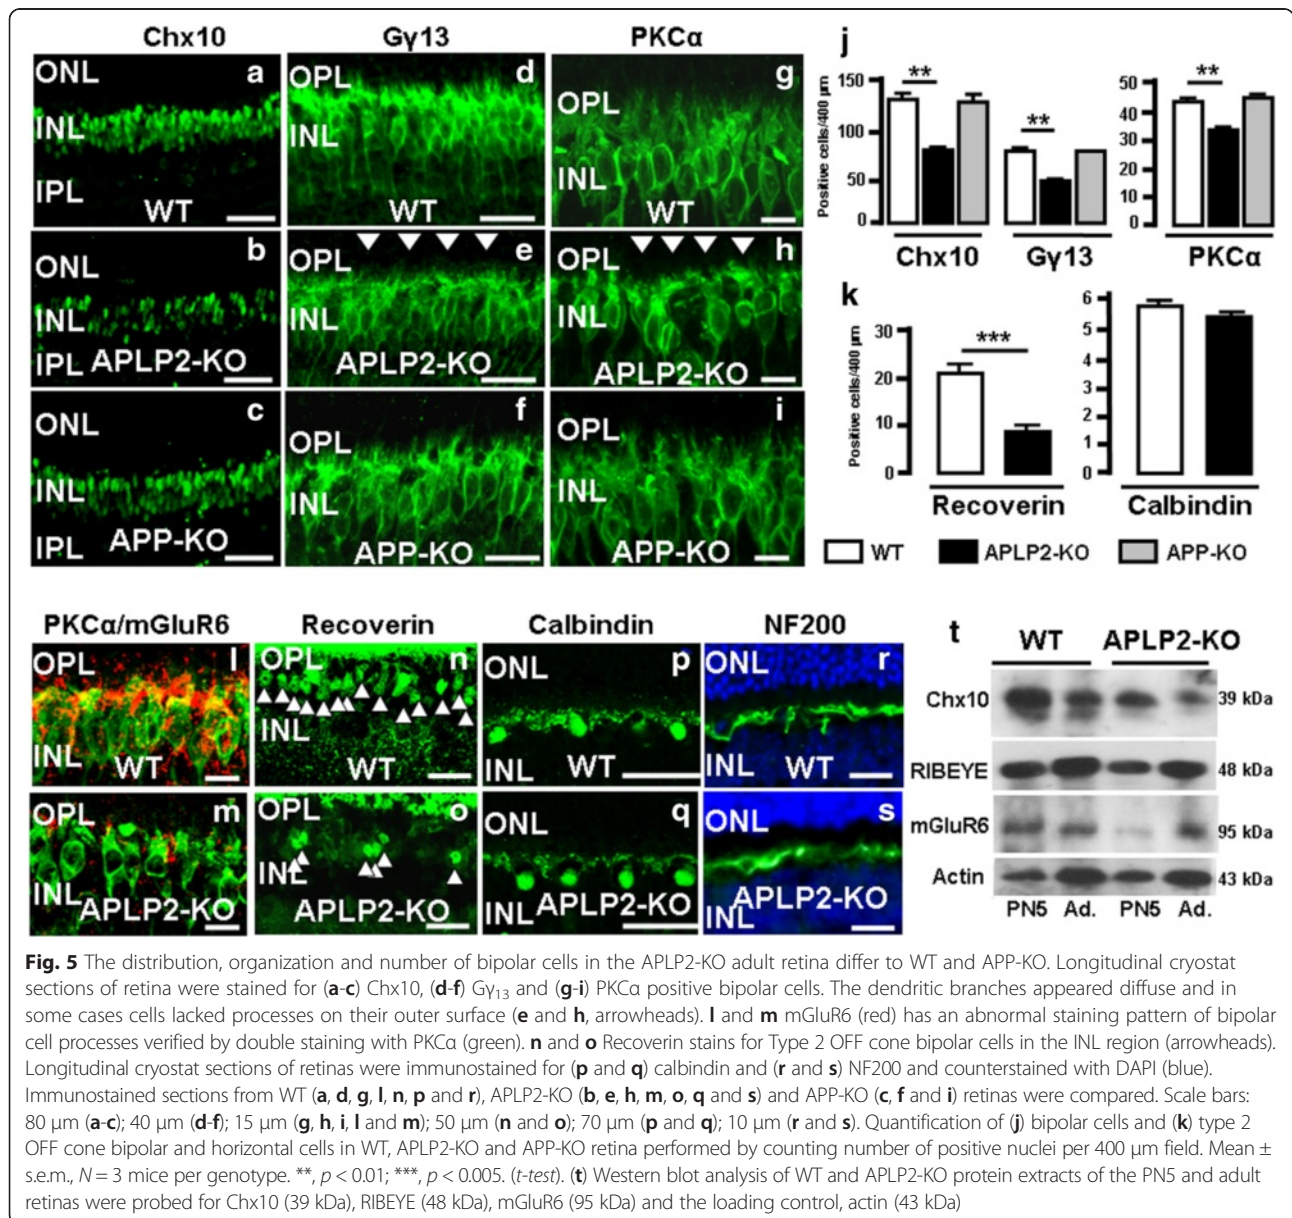 Chx10 Gγ13 PKCα
ONL a
INL
IPL
WT
OPL d
INL
WT
OPL g
INL
WT
ONL b
INL
IPL
APLP2-KO
OPL e
INL
APLP2-KO
OPL h
INL
APLP2-KO
ONL c
INL
IPL
APP-KO
OPL f
INL
APP-KO
OPL i
INL
APP-KO
j
Positive cells/400 µm
150
100
50
0
** **
Chx10 Gγ13
50
40
30
20
10
0
**
PKCα
k
Positive cells/400 µm
30
20
10
0
***
Recoverin
6
5
4
3
2
1
0
Calbindin
WT APLP2-KO APP-KO
PKCα/mGluR6 Recoverin Calbindin NF200
OPL l
INL WT
OPL n
INL
WT
ONL p
INL WT
ONL r
INL WT
OPL m
INL
APLP2-KO
OPL o
INL
APLP2-KO
ONL q
INL APLP2-KO
ONL s
APLP2-KO
INL
t WT APLP2-KO
Chx10 39 kDa
RIBEYE 48 kDa
mGluR6 95 kDa
Actin 43 kDa
PN5 Ad. PN5 Ad.
Fig. 5 The distribution, organization and number of bipolar cells in the APLP2-KO adult retina differ to WT and APP-KO. Longitudinal cryostat
sections of retina were stained for (a-c) Chx10, (d-f) Gγ13 and (g-i) PKCα positive bipolar cells. The dendritic branches appeared diffuse and in
some cases cells lacked processes on their outer surface (e and h, arrowheads). l and m mGluR6 (red) has an abnormal staining pattern of bipolar
cell processes verified by double staining with PKCα (green). n and o Recoverin stains for Type 2 OFF cone bipolar cells in the INL region (arrowheads).
Longitudinal cryostat sections of retinas were immunostained for (p and q) calbindin and (r and s) NF200 and counterstained with DAPI (blue).
Immunostained sections from WT (a, d, g, l, n, p and r), APLP2-KO (b, e, h, m, o, q and s) and APP-KO (c, f and i) retinas were compared. Scale bars:
80 µm (a-c); 40 µm (d-f); 15 µm (g, h, i, l and m); 50 µm (n and o); 70 µm (p and q); 10 µm (r and s). Quantification of (j) bipolar cells and (k) type 2
OFF cone bipolar and horizontal cells in WT, APLP2-KO and APP-KO retina performed by counting number of positive nuclei per 400 µm field. Mean ±
s.e.m., N = 3 mice per genotype. **, p < 0.01; ***, p < 0.005. (t-test). (t) Western blot analysis of WT and APLP2-KO protein extracts of the PN5 and adult
retinas were probed for Chx10 (39 kDa), RIBEYE (48 kDa), mGluR6 (95 kDa) and the loading control, actin (43 kDa)